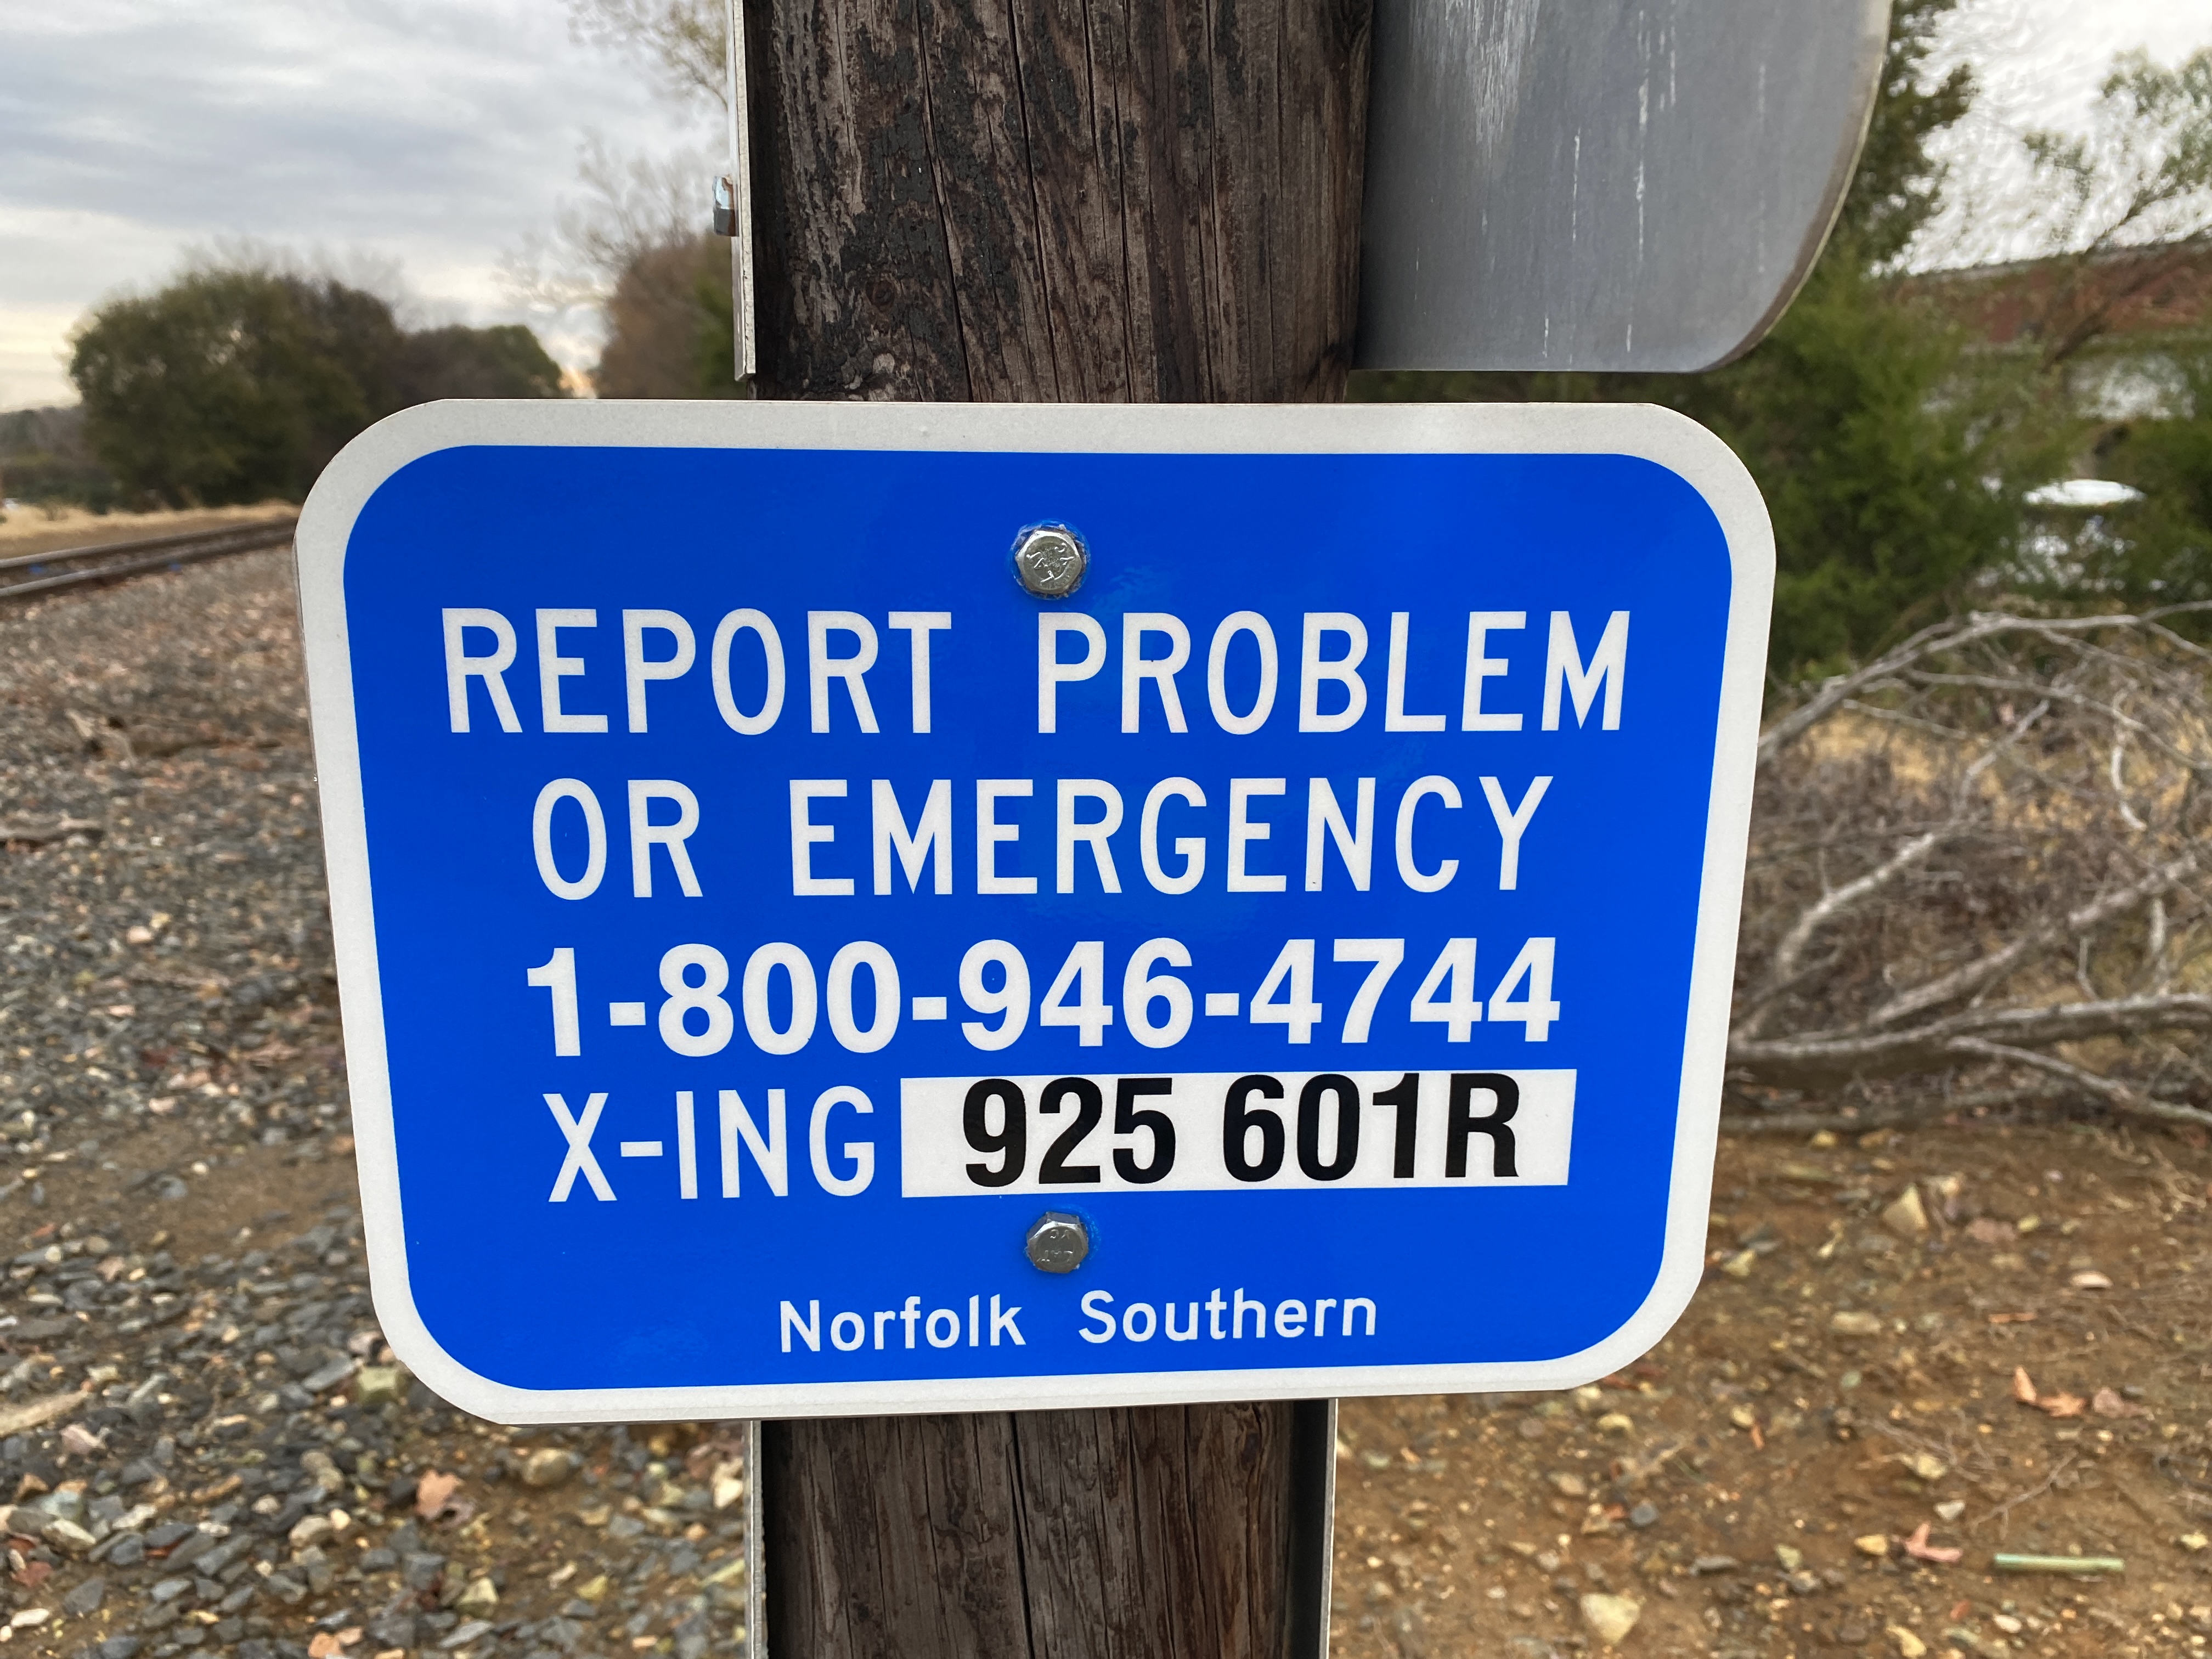 REPORT PROBLEM
OR EMERGENCY
1-800-946-4744
X-ING 925 601R
Norfolk Southern